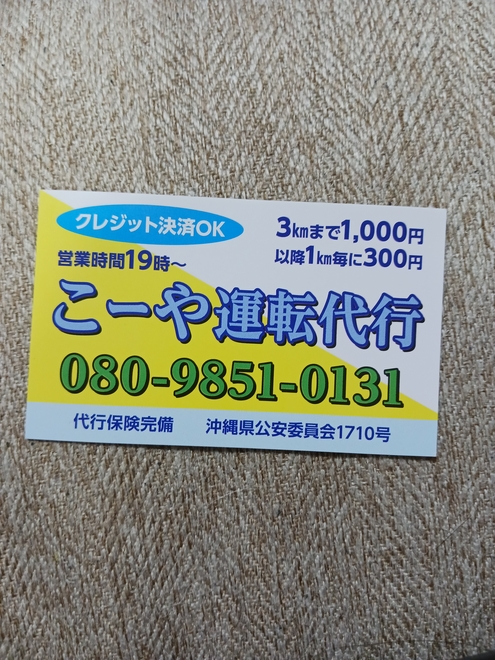 クレジット決済OK
3㎞まで1,000円
営業時間19時～
以降1㎞毎に300円
こーや運転代行
080-9851-0131
代行保険完備 沖縄県公安委員会1710号